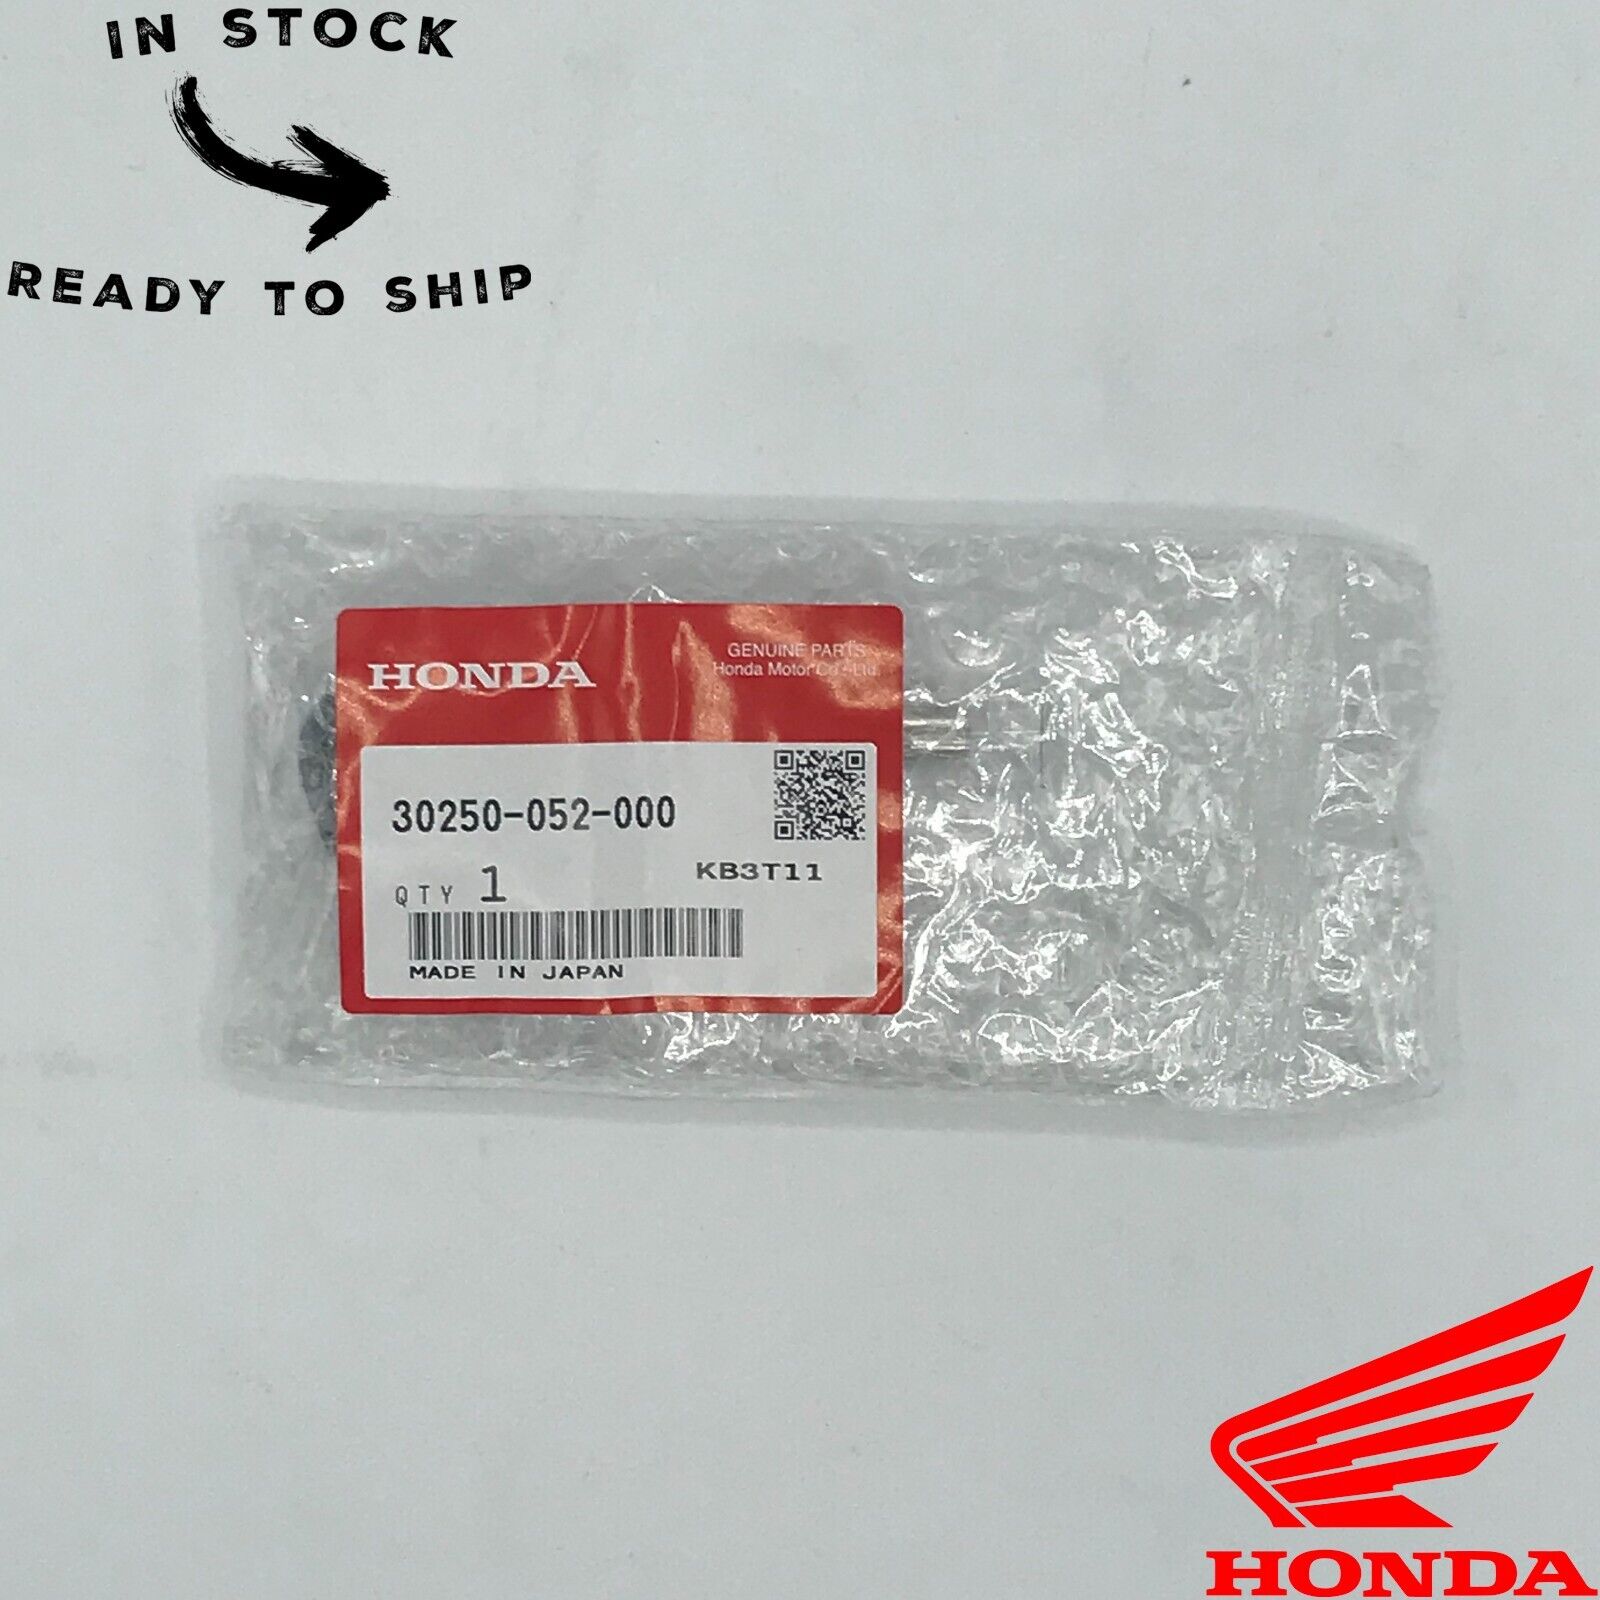 IN STOCK
READY TO SHIP
HONDA
GENUINE PARTS
Honda Motor Co., Ltd.
30250-052-000
KB3T11
QTY 1
MADE IN JAPAN
HONDA